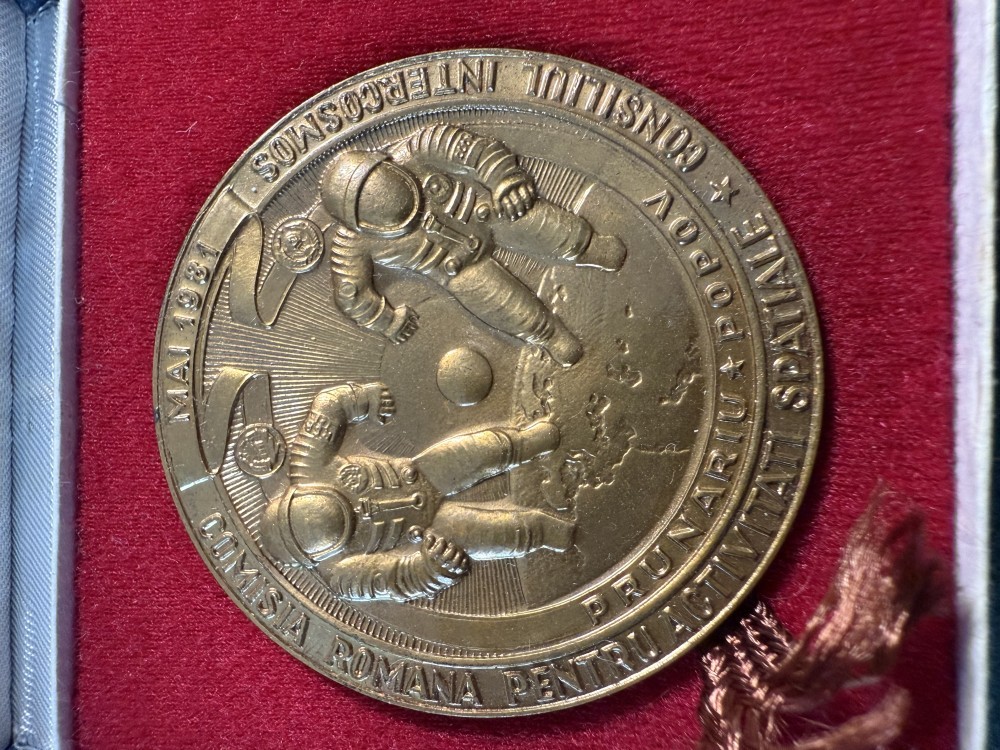 MAI 1981
COMISIA ROMANA PENTRU ACTIVITATI SPATIALE ★ CONSILIUL INTERCOSMOS
PRUNARIU ★ POPOV